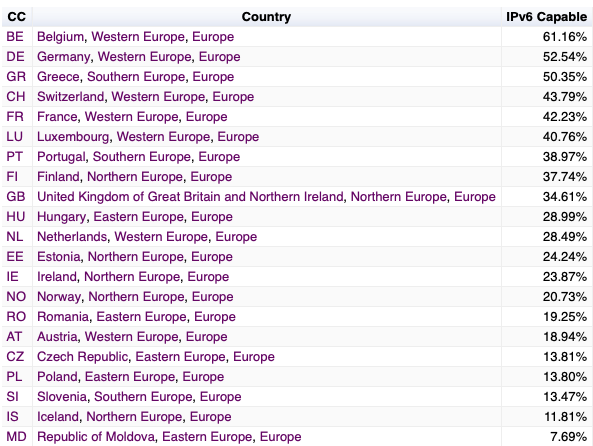 CC Country IPv6 Capable
BE Belgium, Western Europe, Europe 61.16%
DE Germany, Western Europe, Europe 52.54%
GR Greece, Southern Europe, Europe 50.35%
CH Switzerland, Western Europe, Europe 43.79%
FR France, Western Europe, Europe 42.23%
LU Luxembourg, Western Europe, Europe 40.76%
PT Portugal, Southern Europe, Europe 38.97%
FI Finland, Northern Europe, Europe 37.74%
GB United Kingdom of Great Britain and Northern Ireland, Northern Europe, Europe 34.61%
HU Hungary, Eastern Europe, Europe 28.99%
NL Netherlands, Western Europe, Europe 28.49%
EE Estonia, Northern Europe, Europe 24.24%
IE Ireland, Northern Europe, Europe 23.87%
NO Norway, Northern Europe, Europe 20.73%
RO Romania, Eastern Europe, Europe 19.25%
AT Austria, Western Europe, Europe 18.94%
CZ Czech Republic, Eastern Europe, Europe 13.81%
PL Poland, Eastern Europe, Europe 13.80%
SI Slovenia, Southern Europe, Europe 13.47%
IS Iceland, Northern Europe, Europe 11.81%
MD Republic of Moldova, Eastern Europe, Europe 7.69%